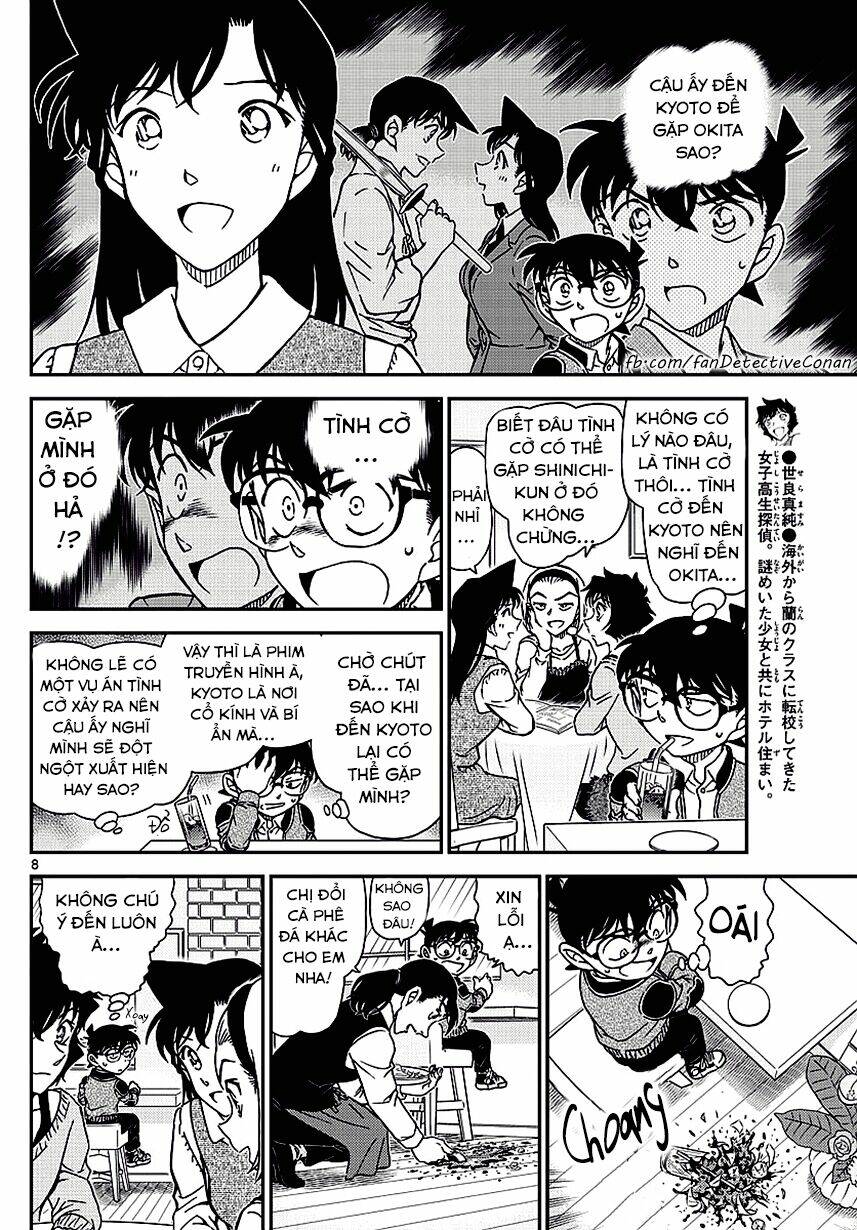 CẬU ẤY ĐẾN
KYOTO ĐỂ
GẶP OKITA
SAO?
fb.com/fanDetectiveConan
●世良真純●海外から蘭のクラスに転校してきた
女子高生探偵。謎めいた少女と共にホテル住まい。
KHÔNG CÓ
LÝ NÀO ĐÂU,
LÀ TÌNH CỜ
THÔI... TÌNH
CỜ ĐẾN
KYOTO NÊN
NGHĨ ĐẾN
OKITA...
BIẾT ĐÂU TÌNH
CỜ CÓ THỂ
GẶP SHINICHI-
KUN Ở ĐÓ
KHÔNG
CHỪNG...
PHẢI
NHỈ
...
TÌNH CỜ
...
GẶP
MÌNH
Ở ĐÓ
HẢ
!?
CHỜ CHÚT
ĐÃ... TẠI
SAO KHI
ĐẾN KYOTO
LẠI CÓ
THỂ GẶP
MÌNH?
VẬY THÌ LÀ PHIM
TRUYỀN HÌNH À,
KYOTO LÀ NƠI
CỔ KÍNH VÀ BÍ
ẨN MÀ...
KHÔNG LẼ CÓ
MỘT VỤ ÁN TÌNH
CỜ XẢY RA NÊN
CẬU ẤY NGHĨ
MÌNH SẼ ĐỘT
NGỘT XUẤT HIỆN
HAY SAO?
ĐỔ
8
OÁI
Choang
XIN
LỖI
Ạ...
KHÔNG
SAO
ĐÂU!
CHỊ ĐỔI
CÀ PHÊ
ĐÁ KHÁC
CHO EM
NHA!
KHÔNG CHÚ
Ý ĐẾN LUÔN
À...
Xoay